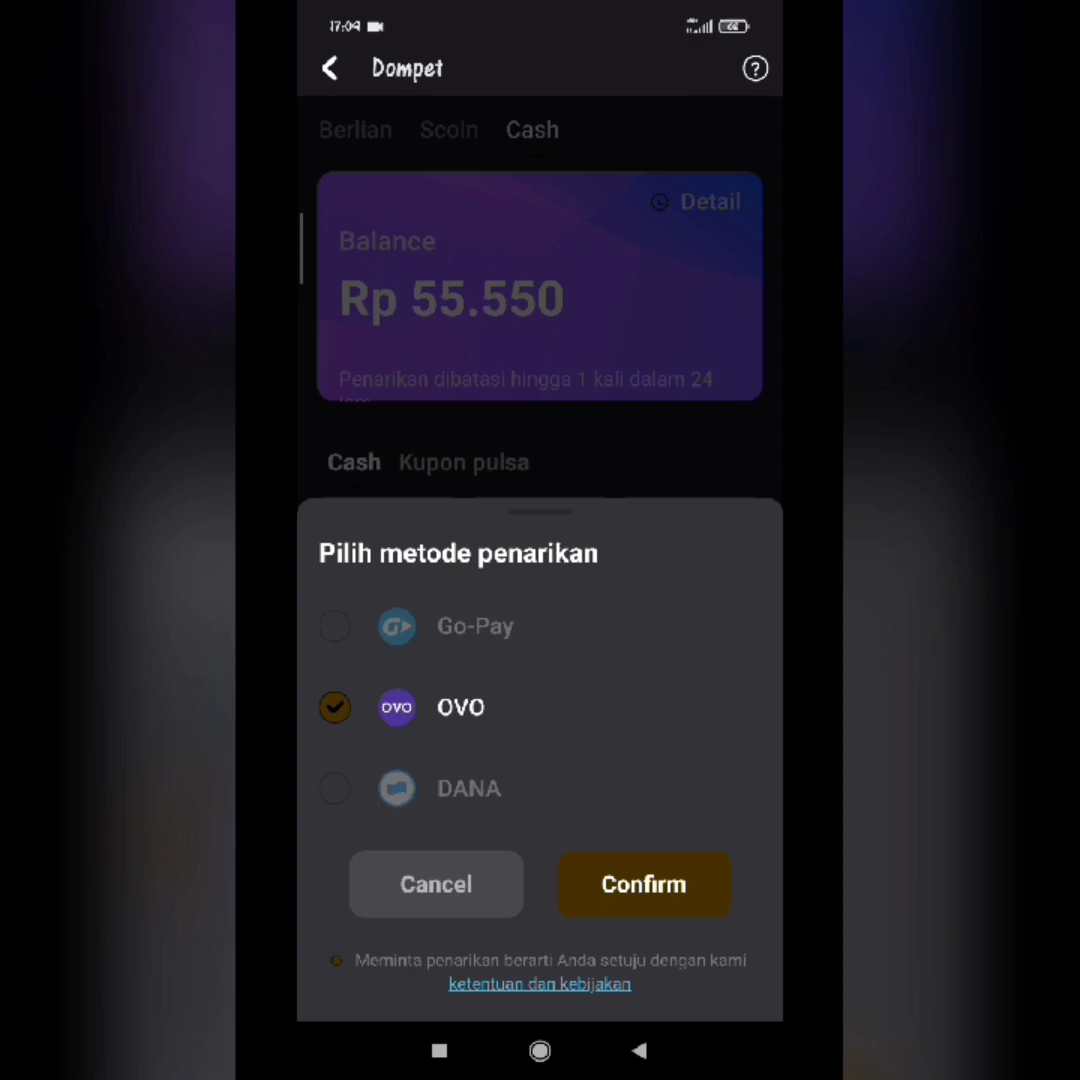 17:09
Dompet
Berlian Scoin Cash
Detail
Balance
Rp 55.550
Penarikan dibatasi hingga 1 kali dalam 24
Cash Kupon pulsa
Pilih metode penarikan
Go-Pay
OVO OVO
DANA
Cancel Confirm
Meminta penarikan berarti Anda setuju dengan kami
ketentuan dan kebijakan